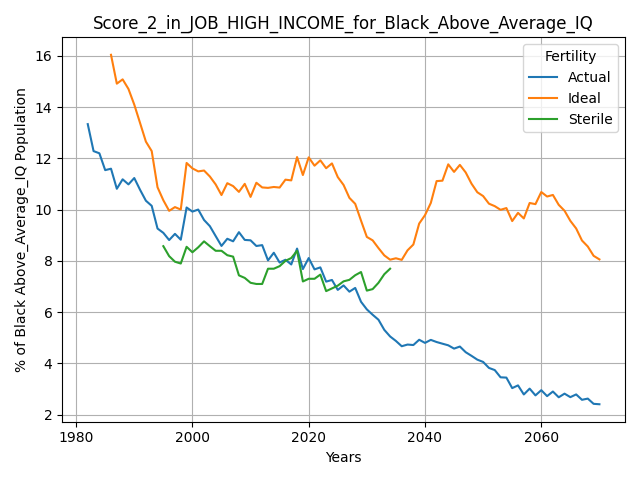 Score_2_in_JOB_HIGH_INCOME_for_Black_Above_Average_IQ
Fertility
Actual
Ideal
Sterile
% of Black Above_Average_IQ Population
16
14
12
10
8
6
4
2
1980
2000
2020
2040
2060
Years